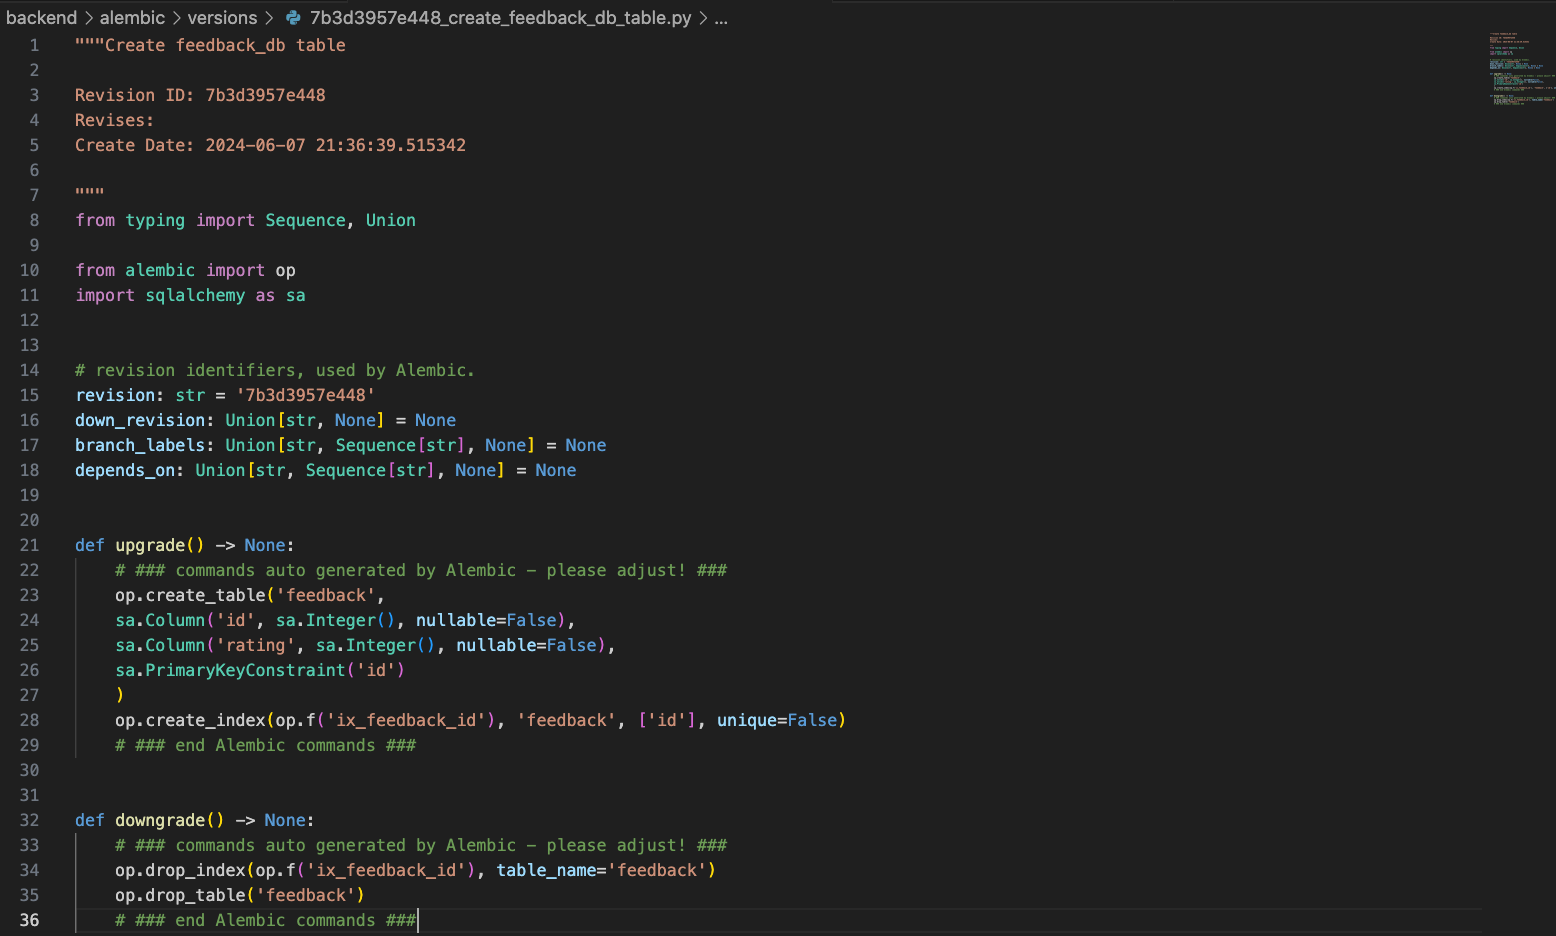 backend > alembic > versions > 7b3d3957e448_create_feedback_db_table.py > ...
1 """Create feedback_db table
2
3 Revision ID: 7b3d3957e448
4 Revises:
5 Create Date: 2024-06-07 21:36:39.515342
6
7 """
8 from typing import Sequence, Union
9
10 from alembic import op
11 import sqlalchemy as sa
12
13
14 # revision identifiers, used by Alembic.
15 revision: str = '7b3d3957e448'
16 down_revision: Union[str, None] = None
17 branch_labels: Union[str, Sequence[str], None] = None
18 depends_on: Union[str, Sequence[str], None] = None
19
20
21 def upgrade() -> None:
22     # ### commands auto generated by Alembic - please adjust! ###
23     op.create_table('feedback',
24     sa.Column('id', sa.Integer(), nullable=False),
25     sa.Column('rating', sa.Integer(), nullable=False),
26     sa.PrimaryKeyConstraint('id')
27     )
28     op.create_index(op.f('ix_feedback_id'), 'feedback', ['id'], unique=False)
29     # ### end Alembic commands ###
30
31
32 def downgrade() -> None:
33     # ### commands auto generated by Alembic - please adjust! ###
34     op.drop_index(op.f('ix_feedback_id'), table_name='feedback')
35     op.drop_table('feedback')
36     # ### end Alembic commands ###